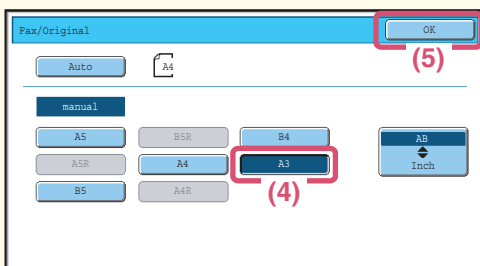 Fax/Original OK
(5)
Auto A4
manual
A5 B5R B4 AB
A5R A4 A3 Inch
B5 A4R (4)